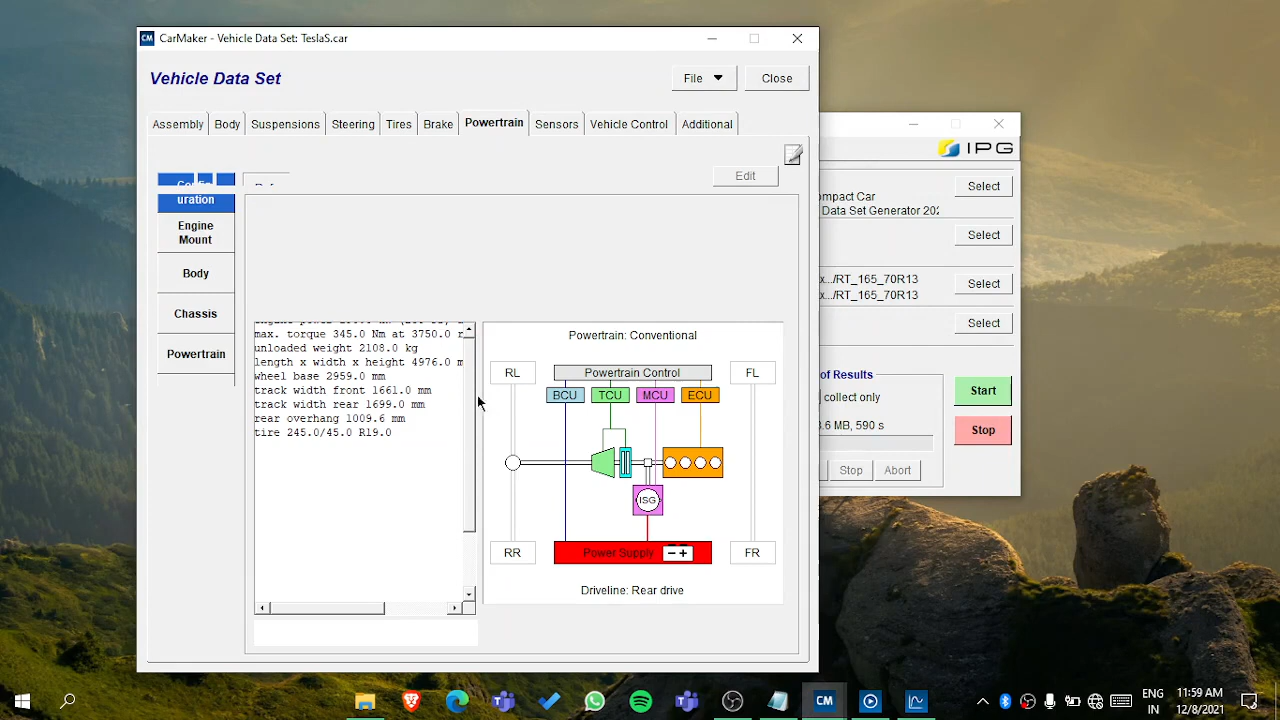 CM CarMaker - Vehicle Data Set: TeslaS.car
Vehicle Data Set
File
Close
Assembly
Body
Suspensions
Steering
Tires
Brake
Powertrain
Sensors
Vehicle Control
Additional
Edit
uration
Engine
Mount
Body
Chassis
Powertrain
max. torque 345.0 Nm at 3750.0
unloaded weight 2108.0 kg
length x width x height 4976.0
wheel base 2959.0 mm
track width front 1661.0 mm
track width rear 1699.0 mm
rear overhang 1009.6 mm
tire 245.0/45.0 R19.0
Powertrain: Conventional
RL
Powertrain Control
FL
BCU
TCU
MCU
ECU
ISG
RR
Power Supply
− +
FR
Driveline: Rear drive
IPG
ompact Car
Data Set Generator 202
Select
Select
x.../RT_165_70R13
x.../RT_165_70R13
Select
Select
of Results
collect only
3.6 MB, 590 s
Start
Stop
Stop
Abort
CM
ENG
IN
11:59 AM
12/8/2021